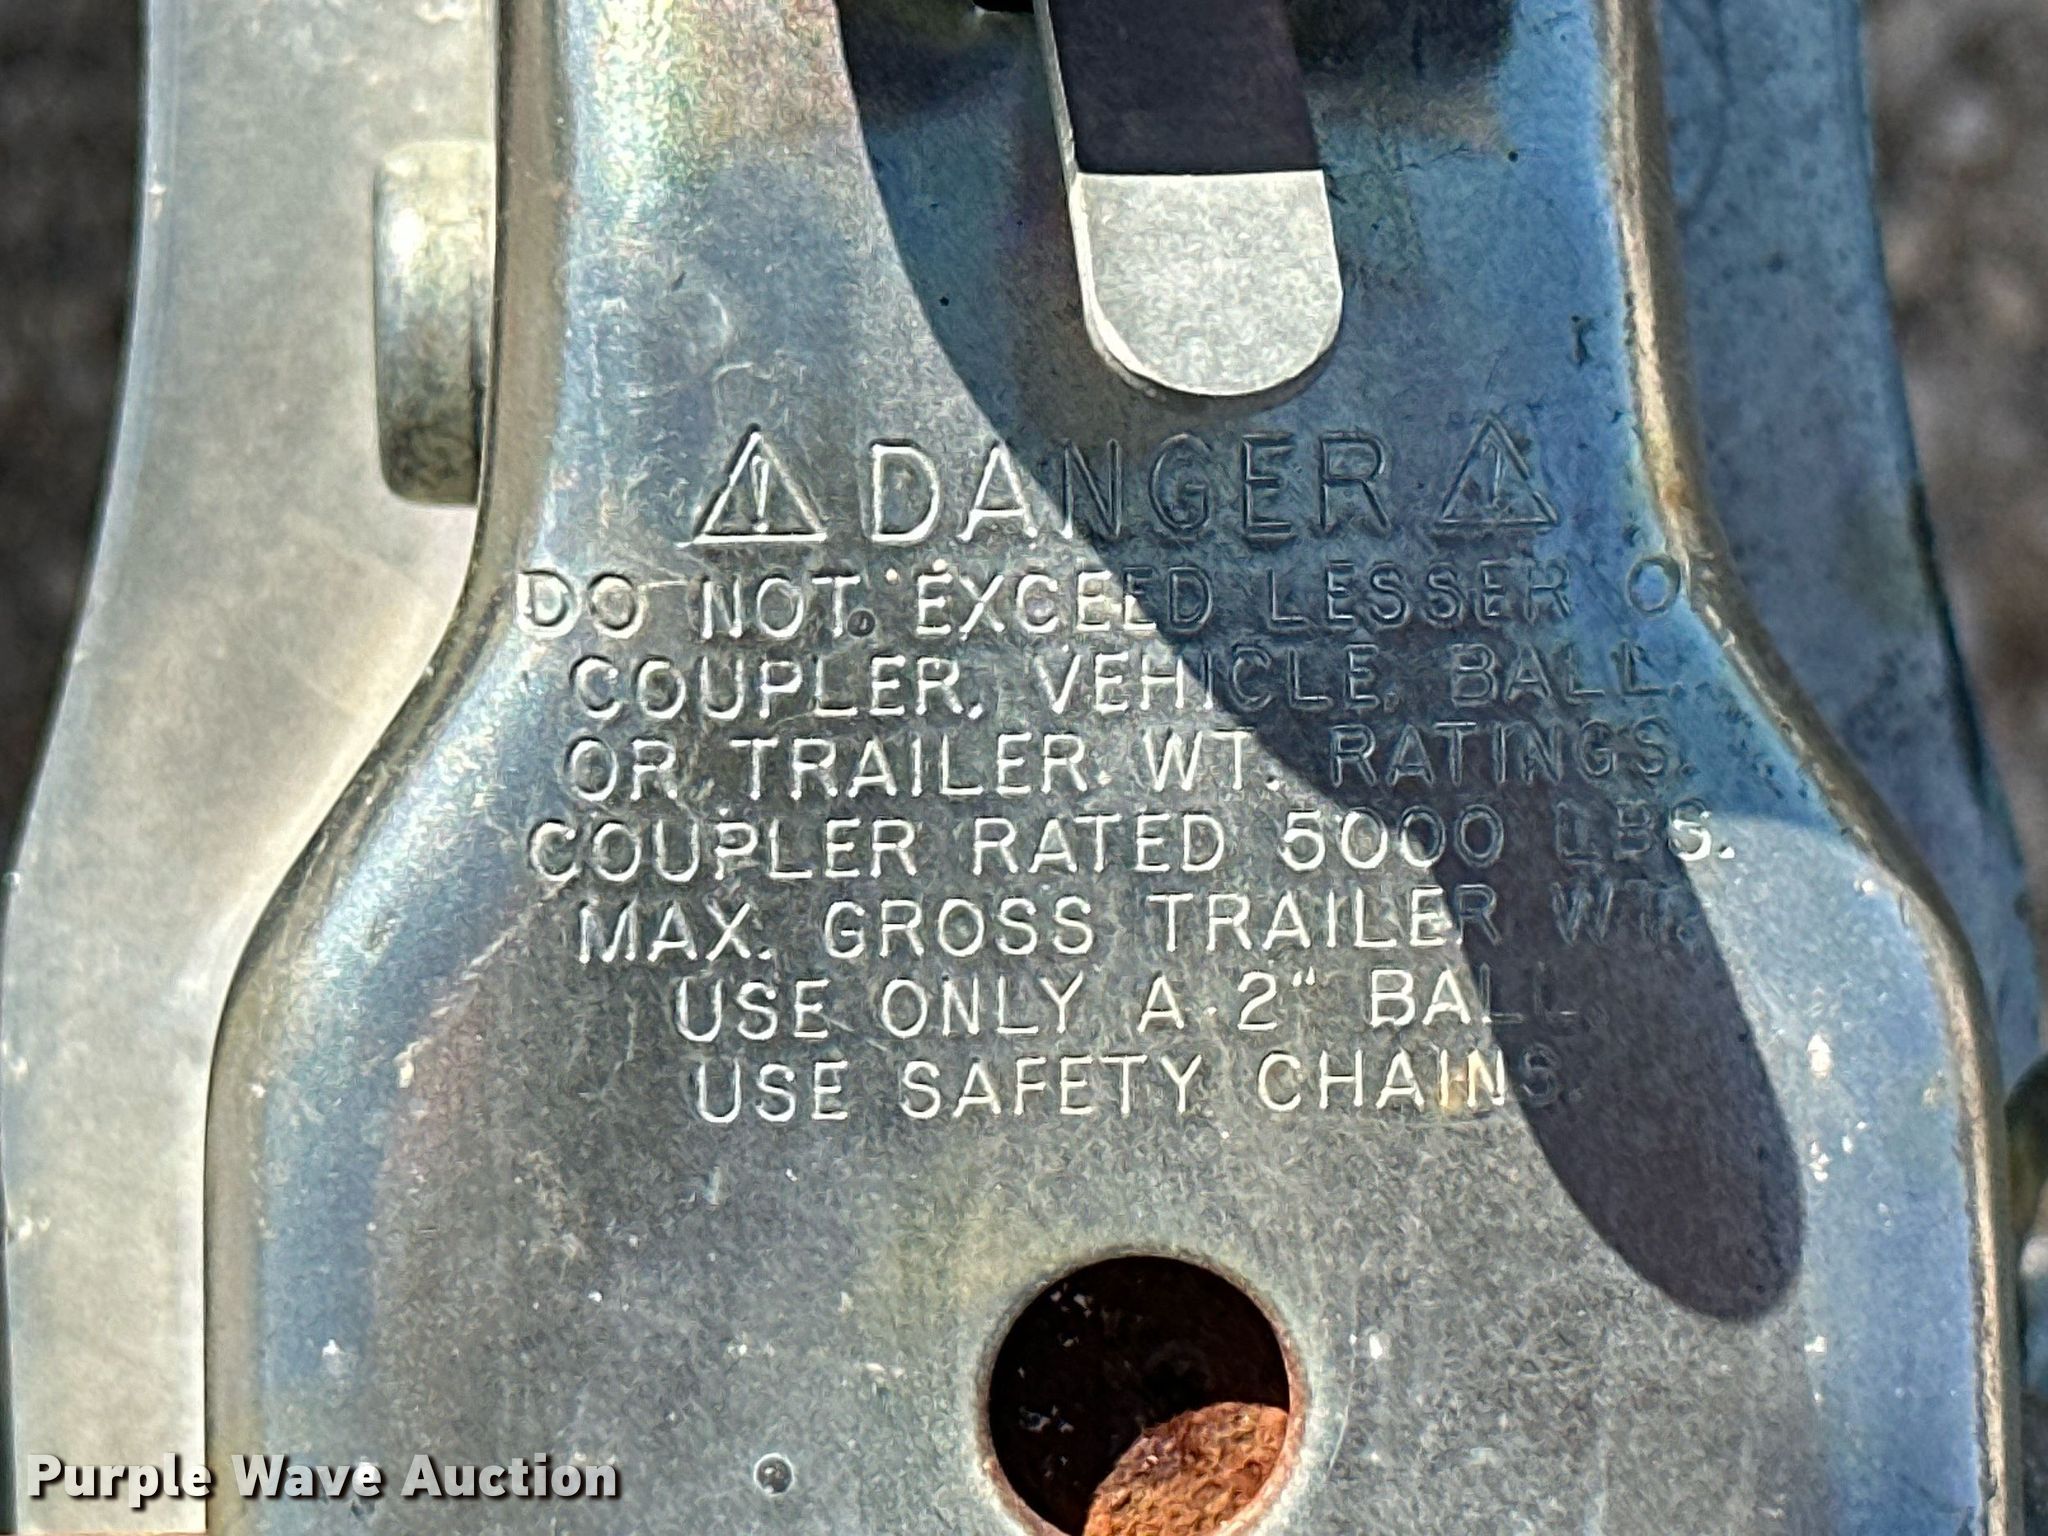 ⚠ DANGER ⚠
DO NOT EXCEED LESSER O
COUPLER, VEHICLE, BALL
OR TRAILER WT. RATINGS.
COUPLER RATED 5000 LBS.
MAX. GROSS TRAILER WT.
USE ONLY A 2" BALL.
USE SAFETY CHAINS.
Purple Wave Auction